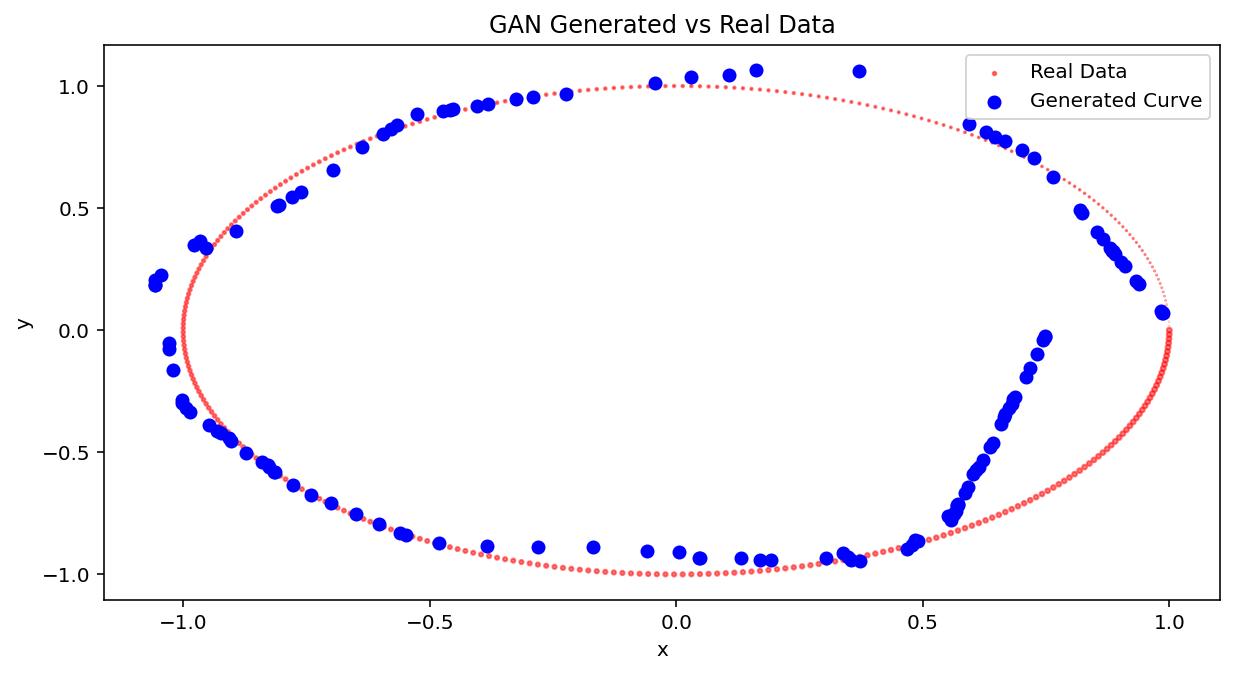 GAN Generated vs Real Data
Real Data
Generated Curve
1.0
0.5
0.0
−0.5
−1.0
y
−1.0 −0.5 0.0 0.5 1.0
x